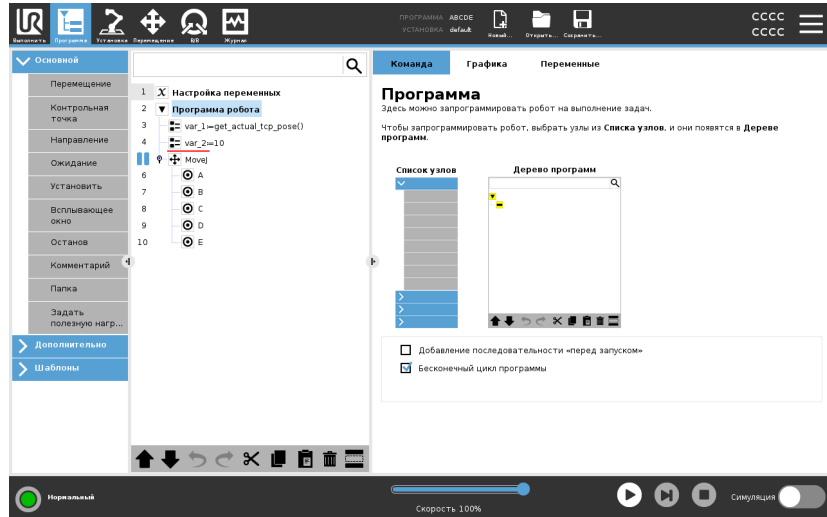 UR
Выполнить
Программа
Установка
Перемещение
В/В
Журнал
ПРОГРАММА ABCDE
УСТАНОВКА default
Новый...
Открыть...
Сохранить...
CCCC
CCCC
Основной
Перемещение
Контрольная
точка
Направление
Ожидание
Установить
Всплывающее
окно
Останов
Комментарий
Папка
Задать
полезную нагр...
Дополнительно
Шаблоны
1 X Настройка переменных
2 Программа робота
3 var_1≔get_actual_tcp_pose()
4 var_2≔10
MoveJ
6 A
7 B
8 C
9 D
10 E
Команда
Графика
Переменные
Программа
Здесь можно запрограммировать робот на выполнение задач.
Чтобы запрограммировать робот, выбрать узлы из Списка узлов, и они появятся в Дереве
программ.
Список узлов
Дерево программ
Добавление последовательности «перед запуском»
Бесконечный цикл программы
Нормальный
Скорость 100%
Симуляция